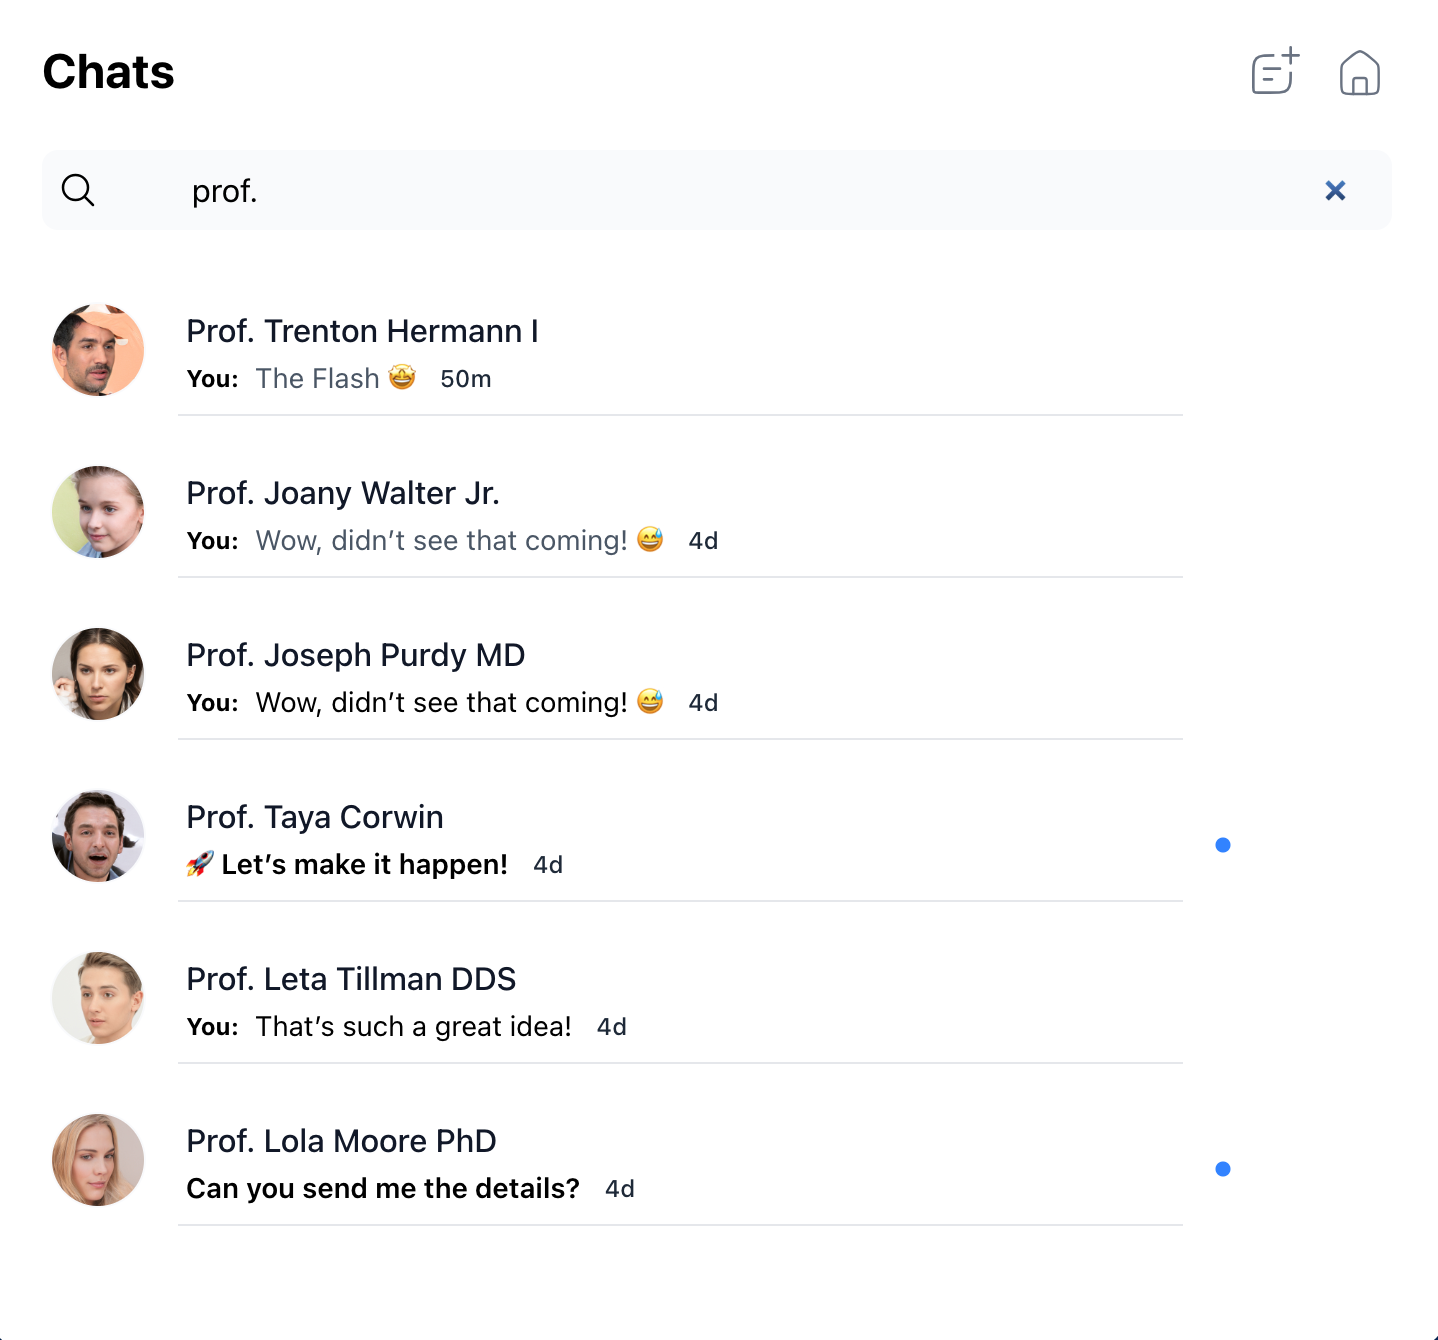 Chats
prof.
Prof. Trenton Hermann I
You: The Flash 🤩 50m
Prof. Joany Walter Jr.
You: Wow, didn’t see that coming! 😅 4d
Prof. Joseph Purdy MD
You: Wow, didn’t see that coming! 😅 4d
Prof. Taya Corwin
🚀 Let’s make it happen! 4d
Prof. Leta Tillman DDS
You: That’s such a great idea! 4d
Prof. Lola Moore PhD
Can you send me the details? 4d